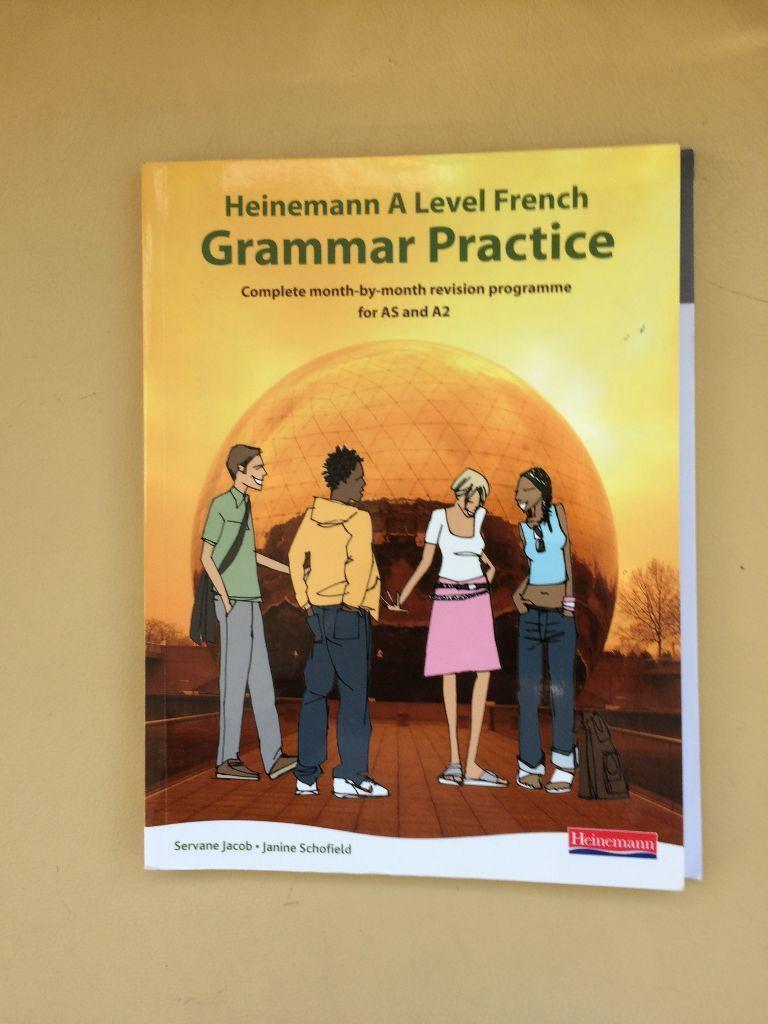 Heinemann A Level French
Grammar Practice
Complete month-by-month revision programme
for AS and A2
Servane Jacob • Janine Schofield
Heinemann